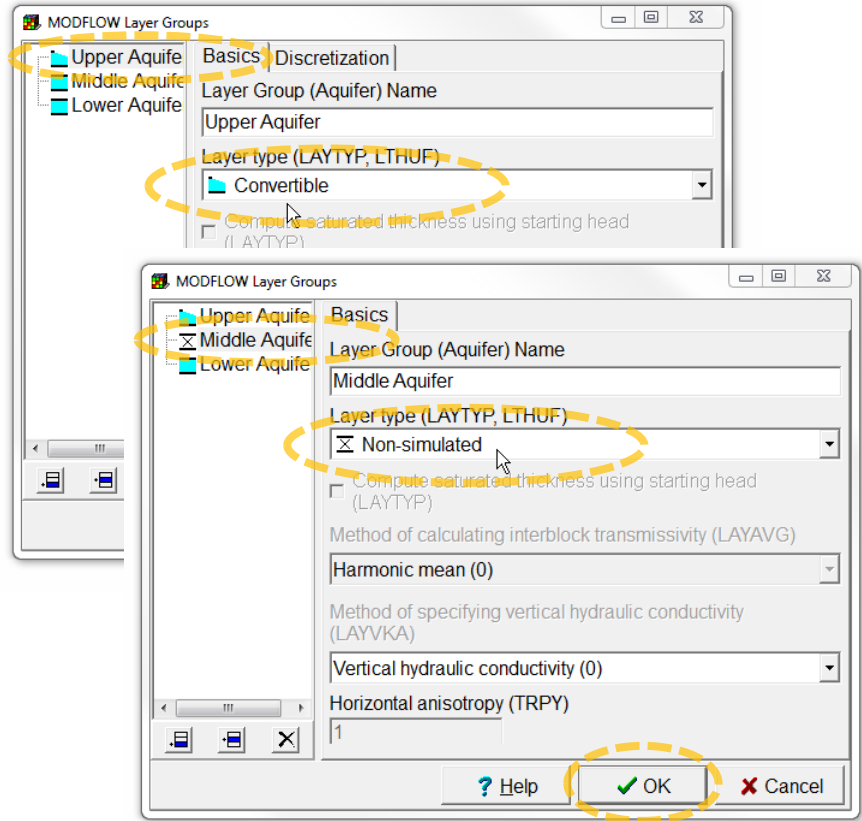 MODFLOW Layer Groups
Upper Aquife
Middle Aquife
Lower Aquife
Basics
Discretization
Layer Group (Aquifer) Name
Upper Aquifer
Layer type (LAYTYP, LTHUF)
Convertible
Compute saturated thickness using starting head
(LAYTYP)
MODFLOW Layer Groups
Upper Aquife
Middle Aquife
Lower Aquife
Basics
Layer Group (Aquifer) Name
Middle Aquifer
Layer type (LAYTYP, LTHUF)
Non-simulated
Compute saturated thickness using starting head
(LAYTYP)
Method of calculating interblock transmissivity (LAYAVG)
Harmonic mean (0)
Method of specifying vertical hydraulic conductivity
(LAYVKA)
Vertical hydraulic conductivity (0)
Horizontal anisotropy (TRPY)
1
? Help
OK
Cancel